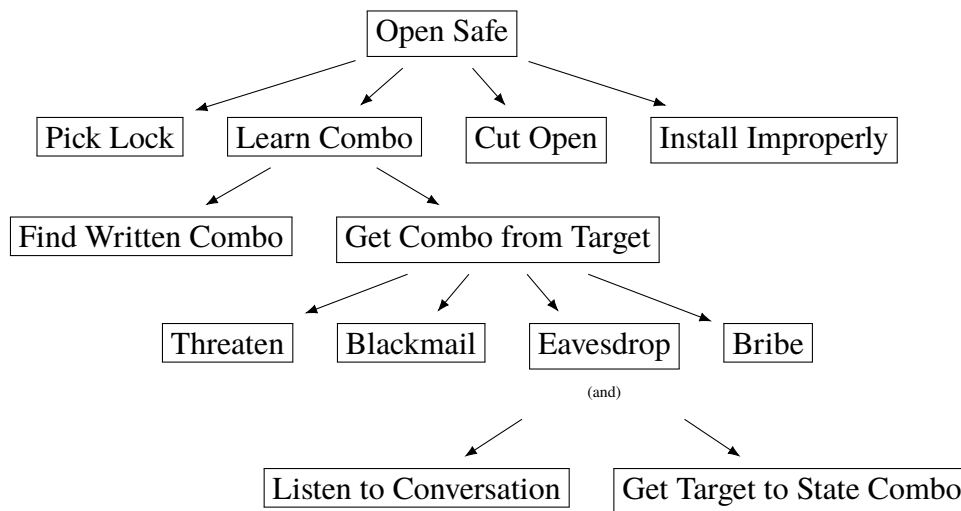 Open Safe
Pick Lock Learn Combo Cut Open Install Improperly
Find Written Combo Get Combo from Target
Threaten Blackmail Eavesdrop Bribe
(and)
Listen to Conversation Get Target to State Combo